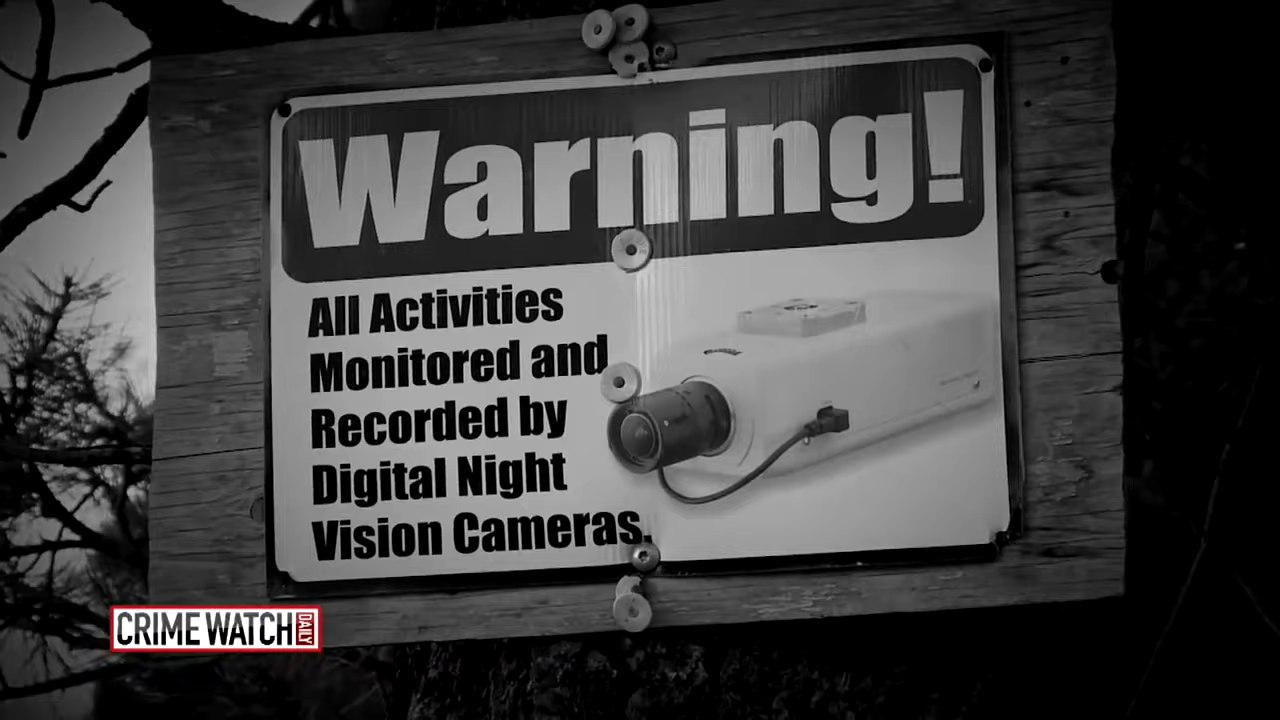 Warning!
All Activities
Monitored and
Recorded by
Digital Night
Vision Cameras.
CRIME WATCH DAILY